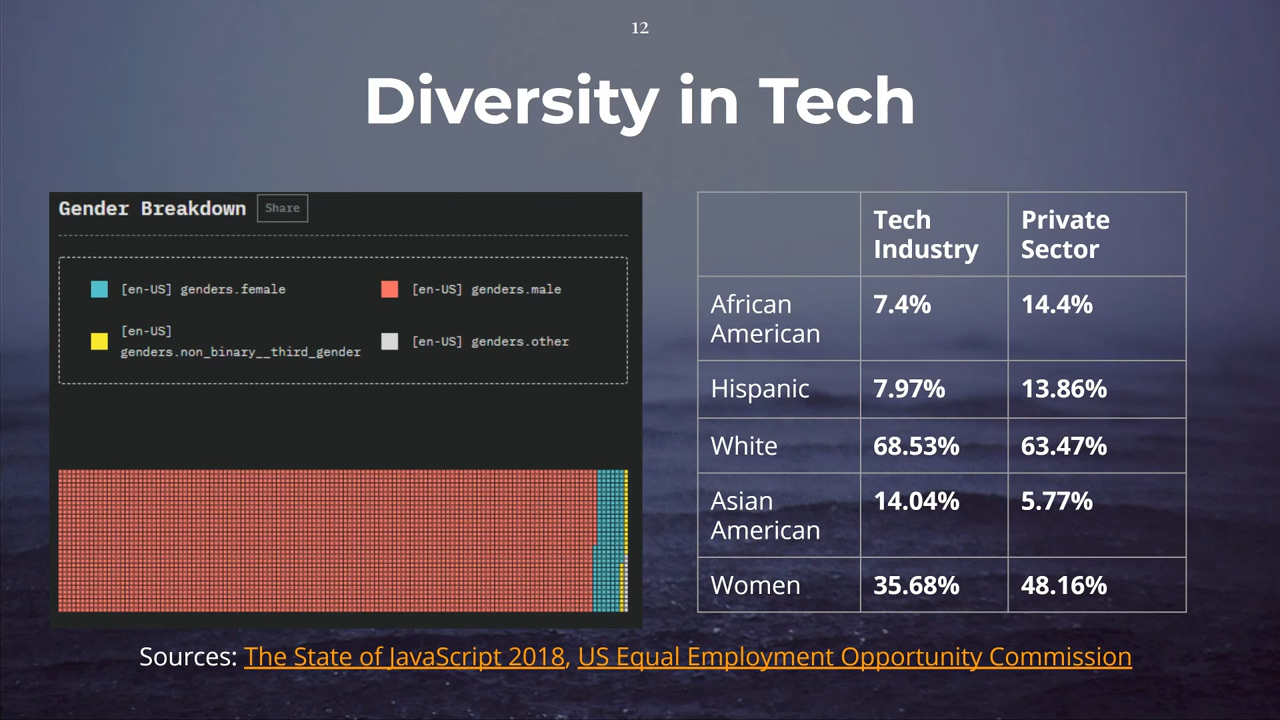 12
Diversity in Tech
Gender Breakdown Share
[en-US] genders.female
[en-US] genders.male
[en-US]
genders.non_binary__third_gender
[en-US] genders.other
Tech
Industry
Private
Sector
African
American
7.4%
14.4%
Hispanic
7.97%
13.86%
White
68.53%
63.47%
Asian
American
14.04%
5.77%
Women
35.68%
48.16%
Sources: The State of JavaScript 2018, US Equal Employment Opportunity Commission